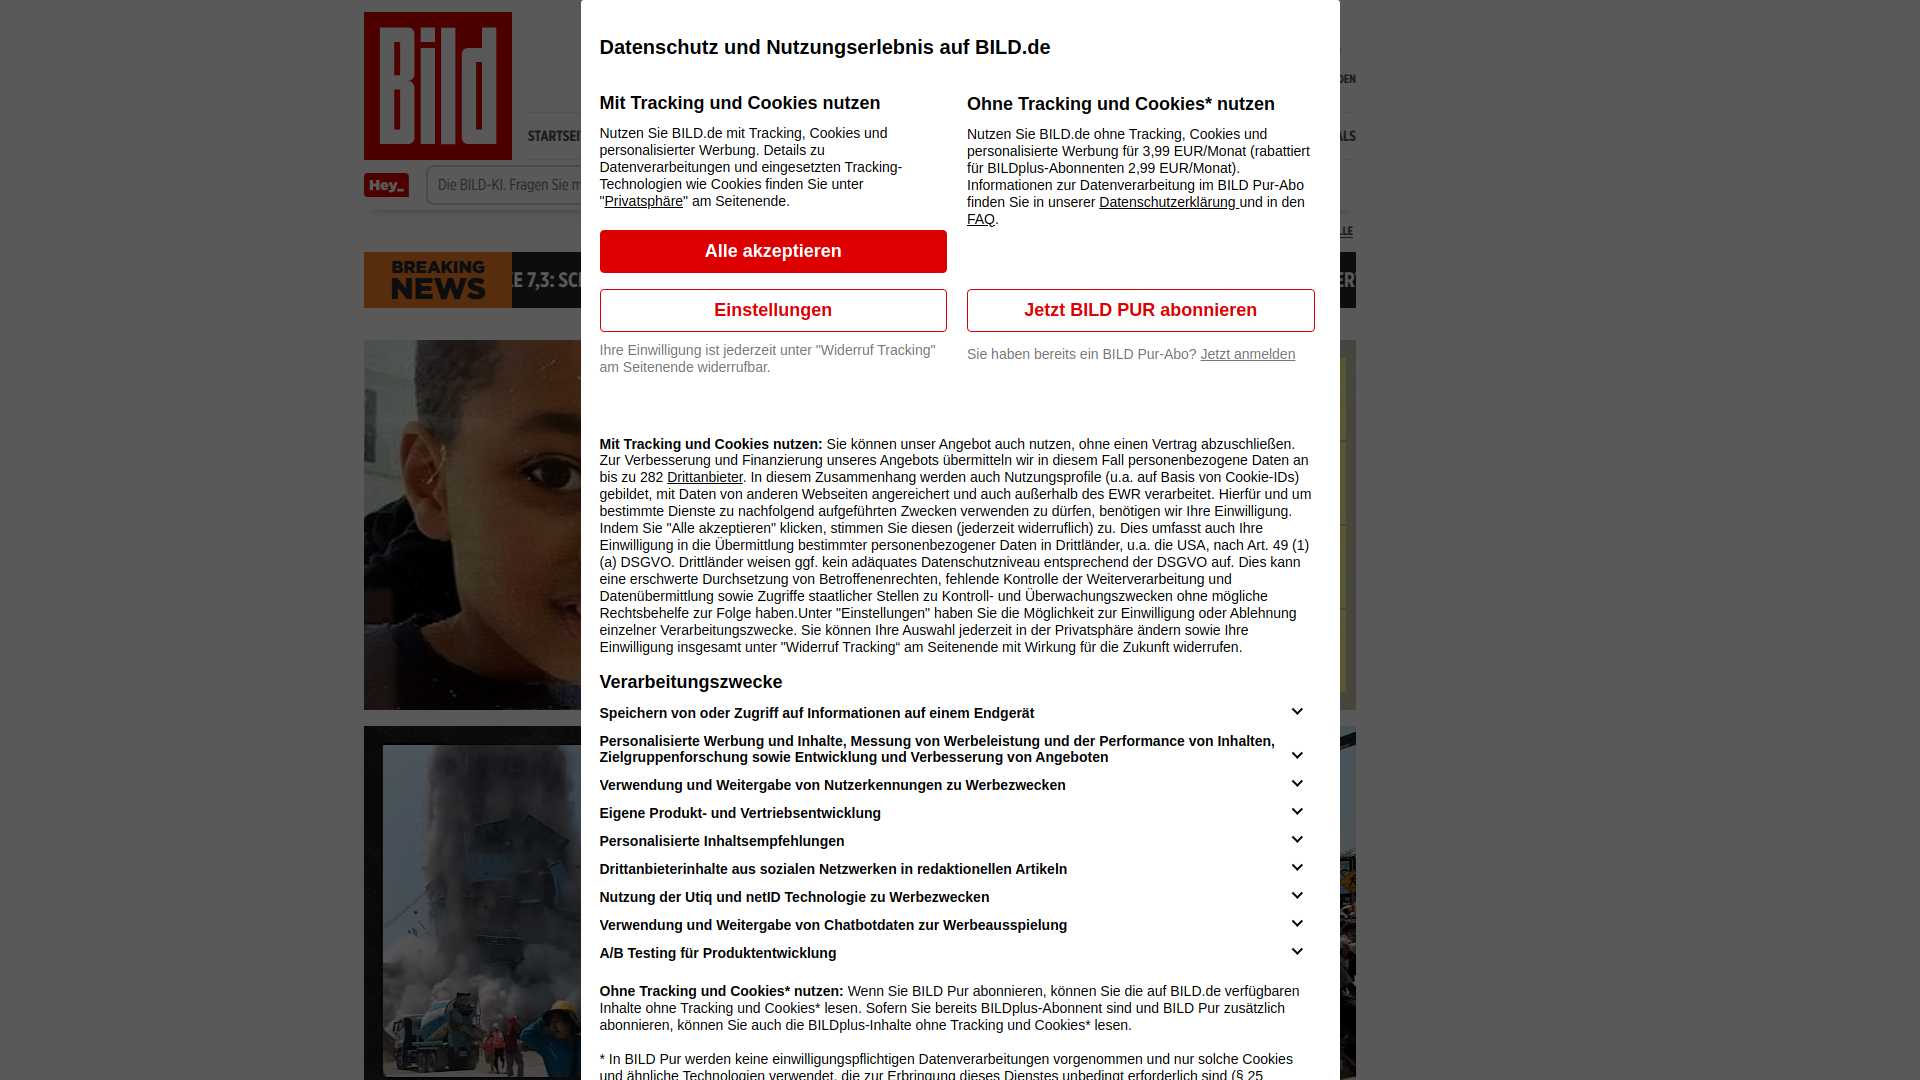 Bild
DEN
STARTSEI
ALS
Hey_
Die BILD-KI. Fragen Sie m
LLE
BREAKING
NEWS
E 7,3: SC
ER
Datenschutz und Nutzungserlebnis auf BILD.de
Mit Tracking und Cookies nutzen
Nutzen Sie BILD.de mit Tracking, Cookies und
personalisierter Werbung. Details zu
Datenverarbeitungen und eingesetzten Tracking-
Technologien wie Cookies finden Sie unter
"Privatsphäre" am Seitenende.
Alle akzeptieren
Einstellungen
Ihre Einwilligung ist jederzeit unter "Widerruf Tracking"
am Seitenende widerrufbar.
Ohne Tracking und Cookies* nutzen
Nutzen Sie BILD.de ohne Tracking, Cookies und
personalisierte Werbung für 3,99 EUR/Monat (rabattiert
für BILDplus-Abonnenten 2,99 EUR/Monat).
Informationen zur Datenverarbeitung im BILD Pur-Abo
finden Sie in unserer Datenschutzerklärung und in den
FAQ.
Jetzt BILD PUR abonnieren
Sie haben bereits ein BILD Pur-Abo? Jetzt anmelden
Mit Tracking und Cookies nutzen: Sie können unser Angebot auch nutzen, ohne einen Vertrag abzuschließen.
Zur Verbesserung und Finanzierung unseres Angebots übermitteln wir in diesem Fall personenbezogene Daten an
bis zu 282 Drittanbieter. In diesem Zusammenhang werden auch Nutzungsprofile (u.a. auf Basis von Cookie-IDs)
gebildet, mit Daten von anderen Webseiten angereichert und auch außerhalb des EWR verarbeitet. Hierfür und um
bestimmte Dienste zu nachfolgend aufgeführten Zwecken verwenden zu dürfen, benötigen wir Ihre Einwilligung.
Indem Sie "Alle akzeptieren" klicken, stimmen Sie diesen (jederzeit widerruflich) zu. Dies umfasst auch Ihre
Einwilligung in die Übermittlung bestimmter personenbezogener Daten in Drittländer, u.a. die USA, nach Art. 49 (1)
(a) DSGVO. Drittländer weisen ggf. kein adäquates Datenschutzniveau entsprechend der DSGVO auf. Dies kann
eine erschwerte Durchsetzung von Betroffenenrechten, fehlende Kontrolle der Weiterverarbeitung und
Datenübermittlung sowie Zugriffe staatlicher Stellen zu Kontroll- und Überwachungszwecken ohne mögliche
Rechtsbehelfe zur Folge haben.Unter "Einstellungen" haben Sie die Möglichkeit zur Einwilligung oder Ablehnung
einzelner Verarbeitungszwecke. Sie können Ihre Auswahl jederzeit in der Privatsphäre ändern sowie Ihre
Einwilligung insgesamt unter "Widerruf Tracking“ am Seitenende mit Wirkung für die Zukunft widerrufen.
Verarbeitungszwecke
Speichern von oder Zugriff auf Informationen auf einem Endgerät
Personalisierte Werbung und Inhalte, Messung von Werbeleistung und der Performance von Inhalten,
Zielgruppenforschung sowie Entwicklung und Verbesserung von Angeboten
Verwendung und Weitergabe von Nutzerkennungen zu Werbezwecken
Eigene Produkt- und Vertriebsentwicklung
Personalisierte Inhaltsempfehlungen
Drittanbieterinhalte aus sozialen Netzwerken in redaktionellen Artikeln
Nutzung der Utiq und netID Technologie zu Werbezwecken
Verwendung und Weitergabe von Chatbotdaten zur Werbeausspielung
A/B Testing für Produktentwicklung
Ohne Tracking und Cookies* nutzen: Wenn Sie BILD Pur abonnieren, können Sie die auf BILD.de verfügbaren
Inhalte ohne Tracking und Cookies* lesen. Sofern Sie bereits BILDplus-Abonnent sind und BILD Pur zusätzlich
abonnieren, können Sie auch die BILDplus-Inhalte ohne Tracking und Cookies* lesen.
* In BILD Pur werden keine einwilligungspflichtigen Datenverarbeitungen vorgenommen und nur solche Cookies
und ähnliche Technologien verwendet, die zur Erbringung dieses Dienstes unbedingt erforderlich sind (§ 25